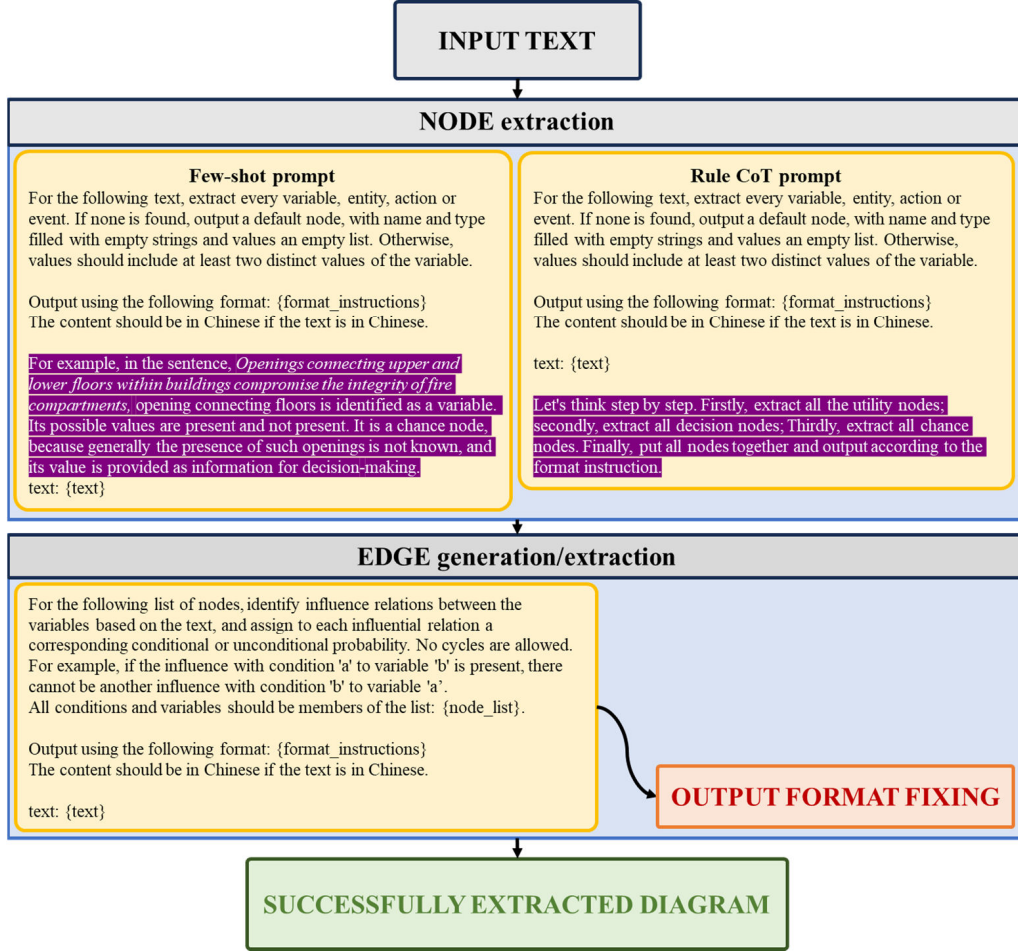 INPUT TEXT
NODE extraction
Few-shot prompt
For the following text, extract every variable, entity, action or
event. If none is found, output a default node, with name and type
filled with empty strings and values an empty list. Otherwise,
values should include at least two distinct values of the variable.
Output using the following format: {format_instructions}
The content should be in Chinese if the text is in Chinese.
For example, in the sentence, Openings connecting upper and
lower floors within buildings compromise the integrity of fire
compartments, opening connecting floors is identified as a variable.
Its possible values are present and not present. It is a chance node,
because generally the presence of such openings is not known, and
its value is provided as information for decision-making.
text: {text}
Rule CoT prompt
For the following text, extract every variable, entity, action or
event. If none is found, output a default node, with name and type
filled with empty strings and values an empty list. Otherwise,
values should include at least two distinct values of the variable.
Output using the following format: {format_instructions}
The content should be in Chinese if the text is in Chinese.
text: {text}
Let's think step by step. Firstly, extract all the utility nodes;
secondly, extract all decision nodes; Thirdly, extract all chance
nodes. Finally, put all nodes together and output according to the
format instruction.
EDGE generation/extraction
For the following list of nodes, identify influence relations between the
variables based on the text, and assign to each influential relation a
corresponding conditional or unconditional probability. No cycles are allowed.
For example, if the influence with condition 'a' to variable 'b' is present, there
cannot be another influence with condition 'b' to variable 'a'.
All conditions and variables should be members of the list: {node_list}.
Output using the following format: {format_instructions}
The content should be in Chinese if the text is in Chinese.
text: {text}
OUTPUT FORMAT FIXING
SUCCESSFULLY EXTRACTED DIAGRAM